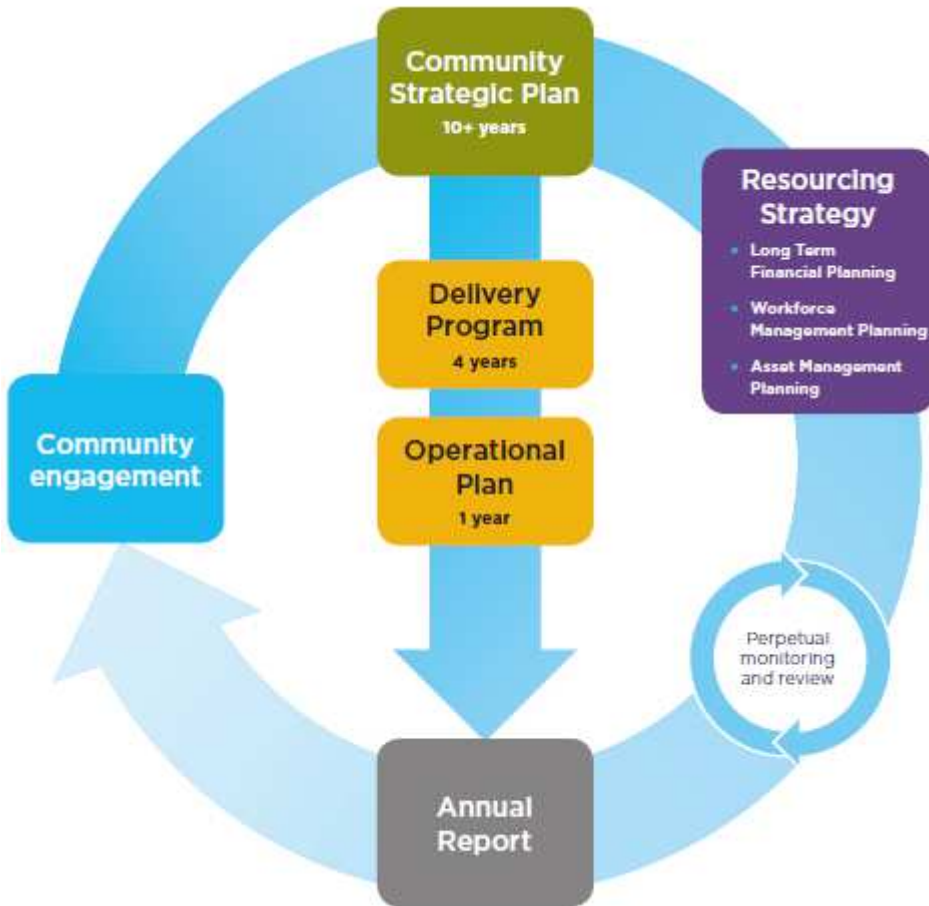 Community
Strategic Plan
10+ years
Resourcing
Strategy
• Long Term
Financial Planning
• Workforce
Management Planning
• Asset Management
Planning
Delivery
Program
4 years
Community
engagement
Operational
Plan
1 year
Perpetual
monitoring
and review
Annual
Report